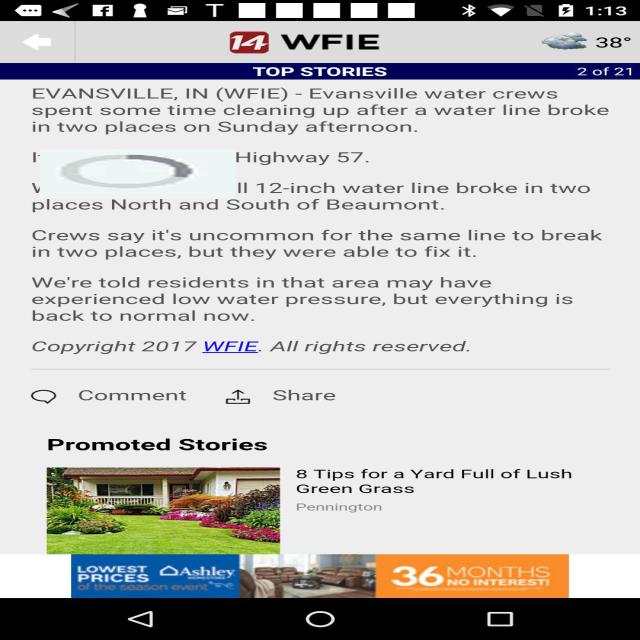 1:13
14 WFIE
38°
TOP STORIES
2 of 21
EVANSVILLE, IN (WFIE) - Evansville water crews
spent some time cleaning up after a water line broke
in two places on Sunday afternoon.
Highway 57.
12-inch water line broke in two
places North and South of Beaumont.
Crews say it's uncommon for the same line to break
in two places, but they were able to fix it.
We're told residents in that area may have
experienced low water pressure, but everything is
back to normal now.
Copyright 2017 WFIE. All rights reserved.
Comment
Share
Promoted Stories
8 Tips for a Yard Full of Lush
Green Grass
Pennington
LOWEST
PRICES
of the season event
Ashley
HOMESTORE
36 MONTHS
NO INTEREST!